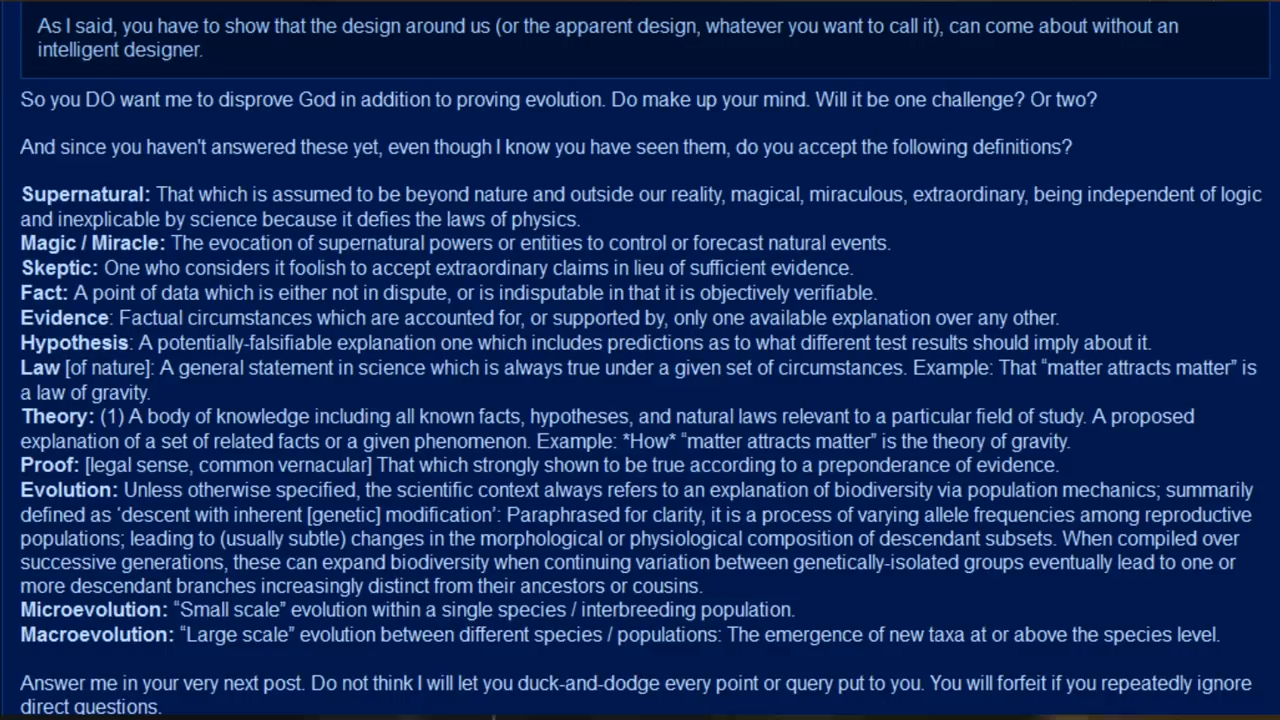 As I said, you have to show that the design around us (or the apparent design, whatever you want to call it), can come about without an
intelligent designer.
So you DO want me to disprove God in addition to proving evolution. Do make up your mind. Will it be one challenge? Or two?
And since you haven't answered these yet, even though I know you have seen them, do you accept the following definitions?
Supernatural: That which is assumed to be beyond nature and outside our reality, magical, miraculous, extraordinary, being independent of logic
and inexplicable by science because it defies the laws of physics.
Magic / Miracle: The evocation of supernatural powers or entities to control or forecast natural events.
Skeptic: One who considers it foolish to accept extraordinary claims in lieu of sufficient evidence.
Fact: A point of data which is either not in dispute, or is indisputable in that it is objectively verifiable.
Evidence: Factual circumstances which are accounted for, or supported by, only one available explanation over any other.
Hypothesis: A potentially-falsifiable explanation one which includes predictions as to what different test results should imply about it.
Law [of nature]: A general statement in science which is always true under a given set of circumstances. Example: That “matter attracts matter” is
a law of gravity.
Theory: (1) A body of knowledge including all known facts, hypotheses, and natural laws relevant to a particular field of study. A proposed
explanation of a set of related facts or a given phenomenon. Example: *How* “matter attracts matter” is the theory of gravity.
Proof: [legal sense, common vernacular] That which strongly shown to be true according to a preponderance of evidence.
Evolution: Unless otherwise specified, the scientific context always refers to an explanation of biodiversity via population mechanics; summarily
defined as ‘descent with inherent [genetic] modification’: Paraphrased for clarity, it is a process of varying allele frequencies among reproductive
populations; leading to (usually subtle) changes in the morphological or physiological composition of descendant subsets. When compiled over
successive generations, these can expand biodiversity when continuing variation between genetically-isolated groups eventually lead to one or
more descendant branches increasingly distinct from their ancestors or cousins.
Microevolution: “Small scale” evolution within a single species / interbreeding population.
Macroevolution: “Large scale” evolution between different species / populations: The emergence of new taxa at or above the species level.
Answer me in your very next post. Do not think I will let you duck-and-dodge every point or query put to you. You will forfeit if you repeatedly ignore
direct questions.